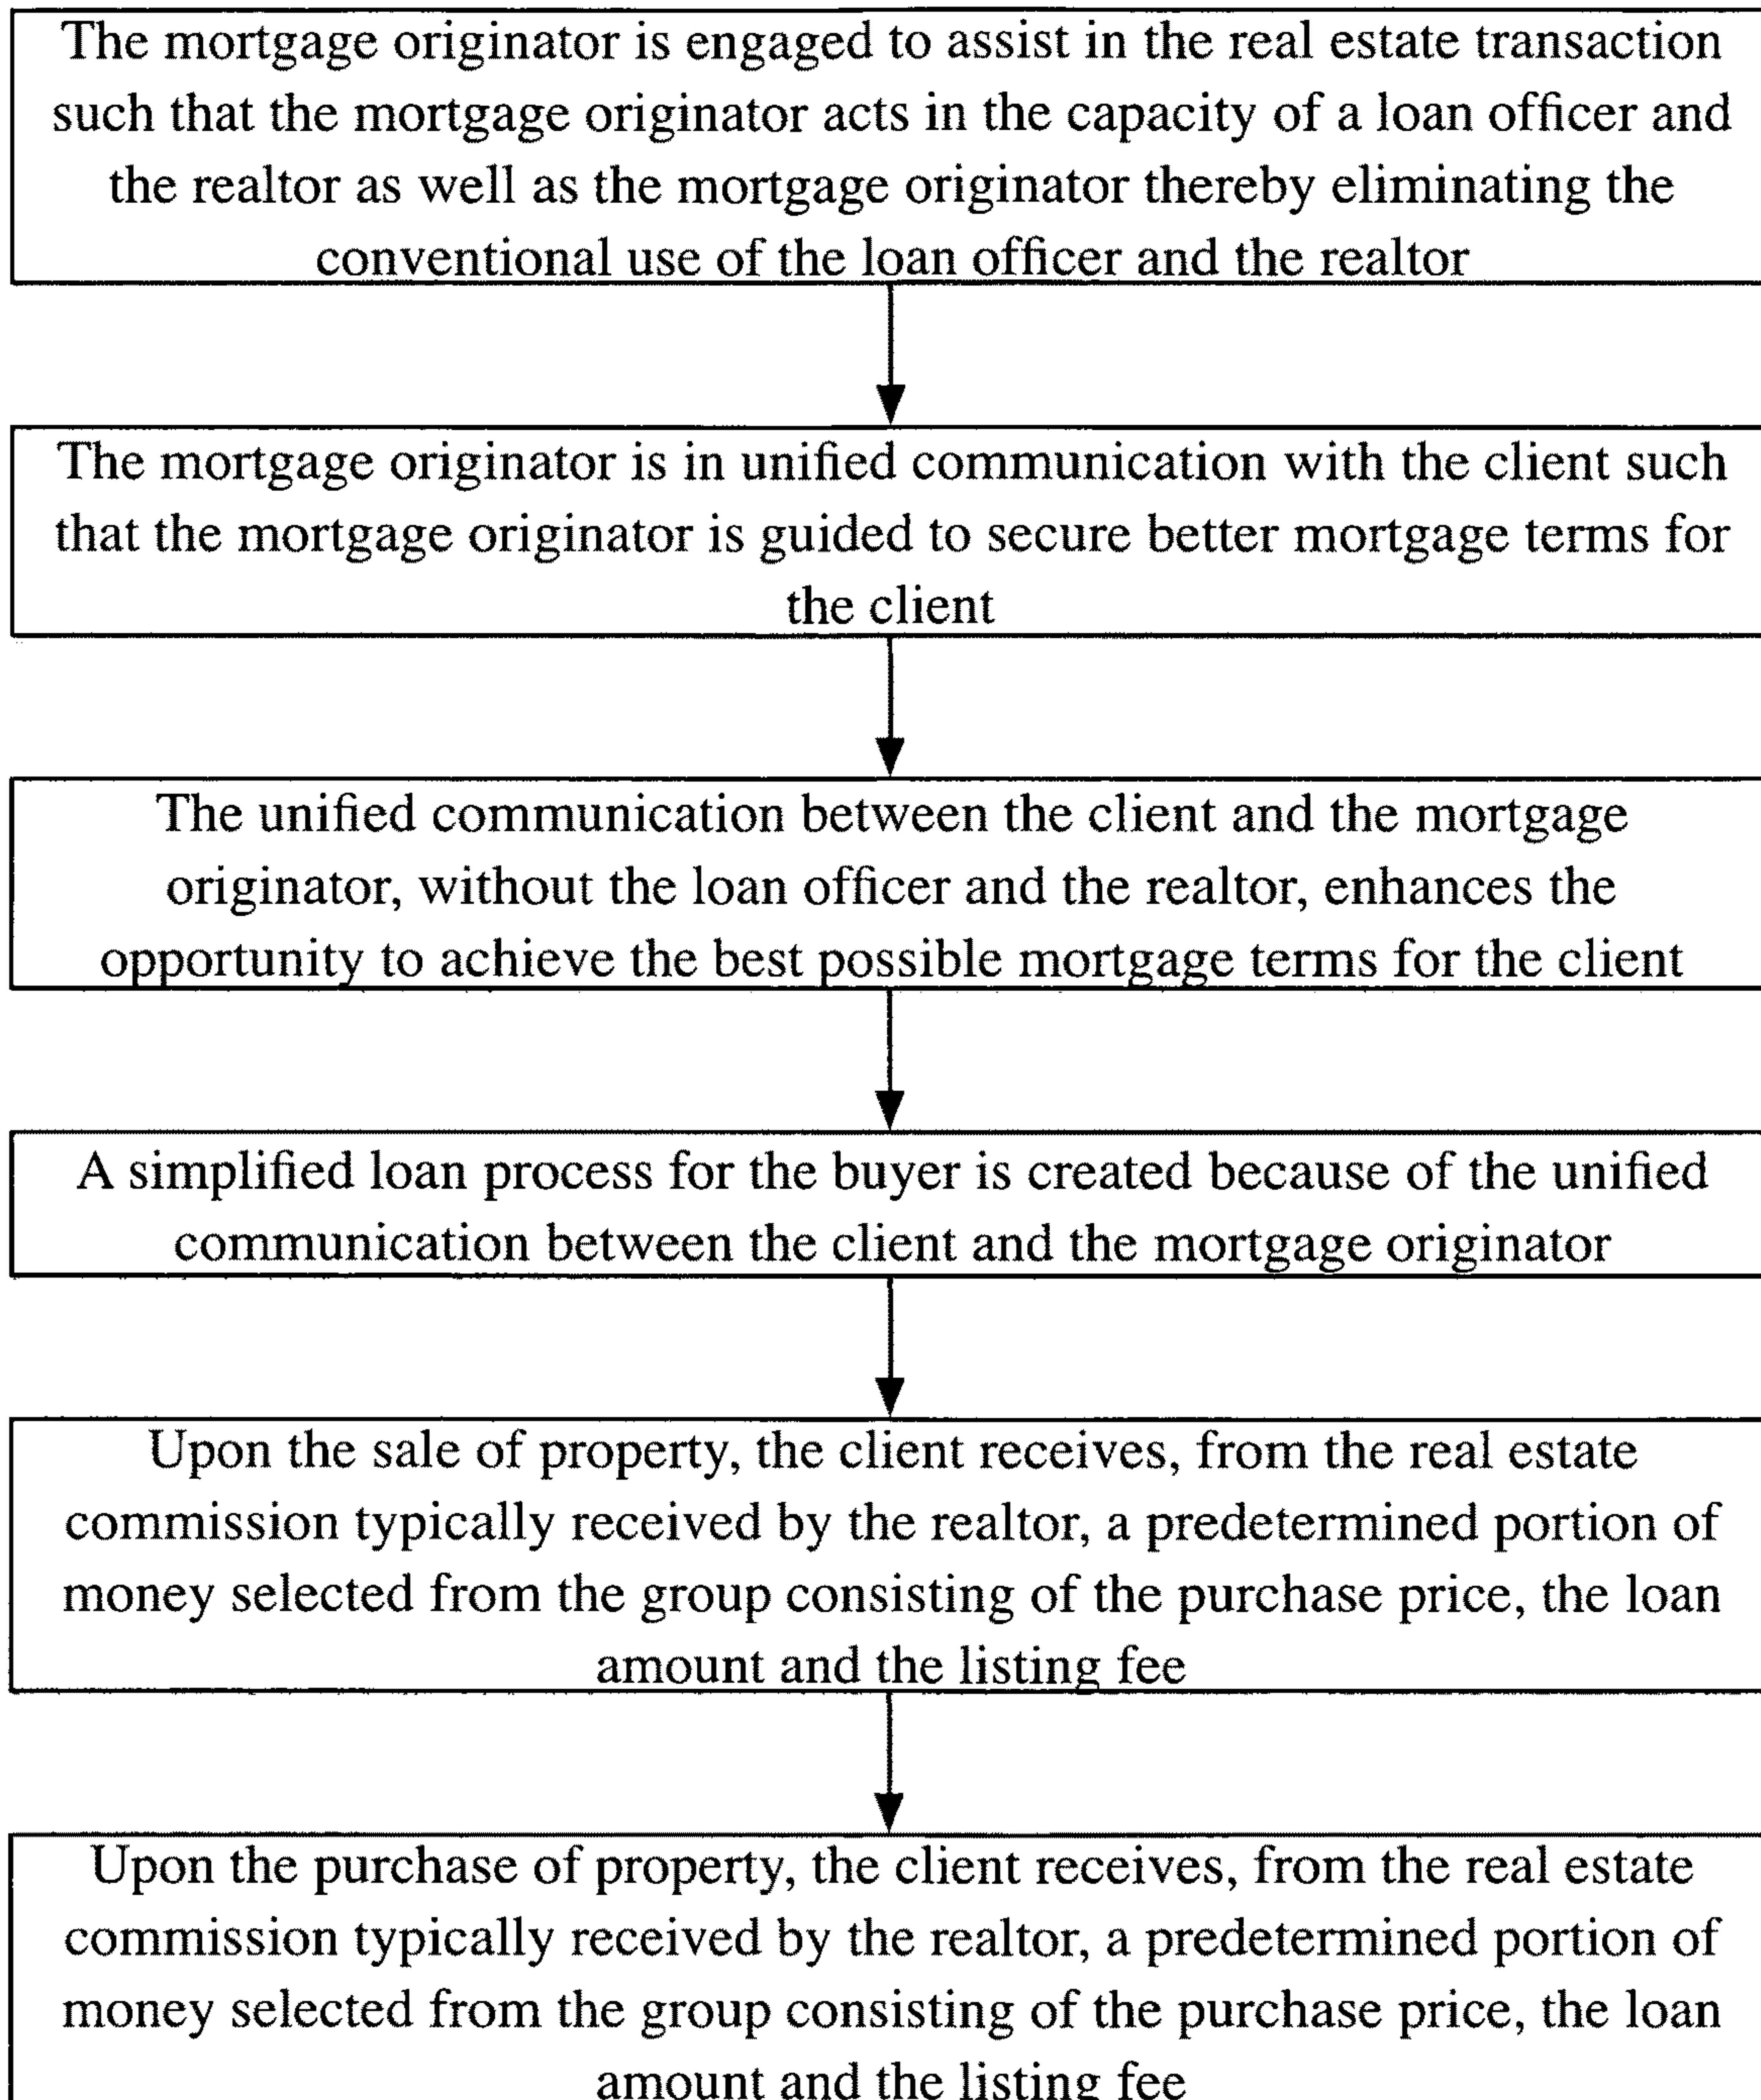 The mortgage originator is engaged to assist in the real estate transaction
such that the mortgage originator acts in the capacity of a loan officer and
the realtor as well as the mortgage originator thereby eliminating the
conventional use of the loan officer and the realtor
The mortgage originator is in unified communication with the client such
that the mortgage originator is guided to secure better mortgage terms for
the client
The unified communication between the client and the mortgage
originator, without the loan officer and the realtor, enhances the
opportunity to achieve the best possible mortgage terms for the client
A simplified loan process for the buyer is created because of the unified
communication between the client and the mortgage originator
Upon the sale of property, the client receives, from the real estate
commission typically received by the realtor, a predetermined portion of
money selected from the group consisting of the purchase price, the loan
amount and the listing fee
Upon the purchase of property, the client receives, from the real estate
commission typically received by the realtor, a predetermined portion of
money selected from the group consisting of the purchase price, the loan
amount and the listing fee